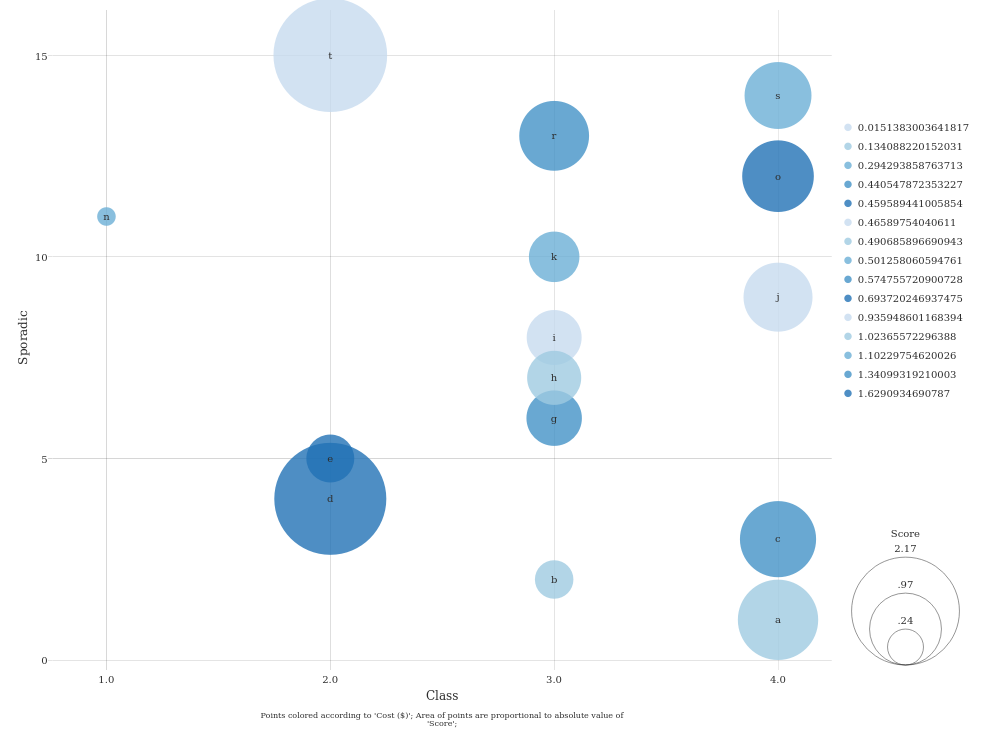 t
s
15
r
o
n
k
10
j
i
h
g
e
5
d
c
b
a
0
Sporadic
1.0 2.0 3.0 4.0
Class
Points colored according to 'Cost ($)'; Area of points are proportional to absolute value of
'Score';
0.0151383003641817
0.134088220152031
0.294293858763713
0.440547872353227
0.459589441005854
0.46589754040611
0.490685896690943
0.501258060594761
0.574755720900728
0.693720246937475
0.935948601168394
1.02365572296388
1.10229754620026
1.34099319210003
1.6290934690787
Score
2.17
.97
.24